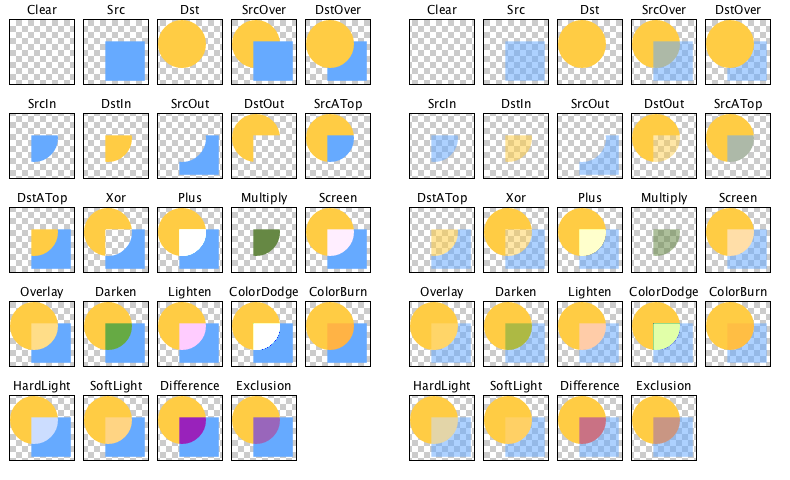 Clear Src Dst SrcOver DstOver Clear Src Dst SrcOver DstOver
SrcIn DstIn SrcOut DstOut SrcATop SrcIn DstIn SrcOut DstOut SrcATop
DstATop Xor Plus Multiply Screen DstATop Xor Plus Multiply Screen
Overlay Darken Lighten ColorDodge ColorBurn Overlay Darken Lighten ColorDodge ColorBurn
HardLight SoftLight Difference Exclusion HardLight SoftLight Difference Exclusion